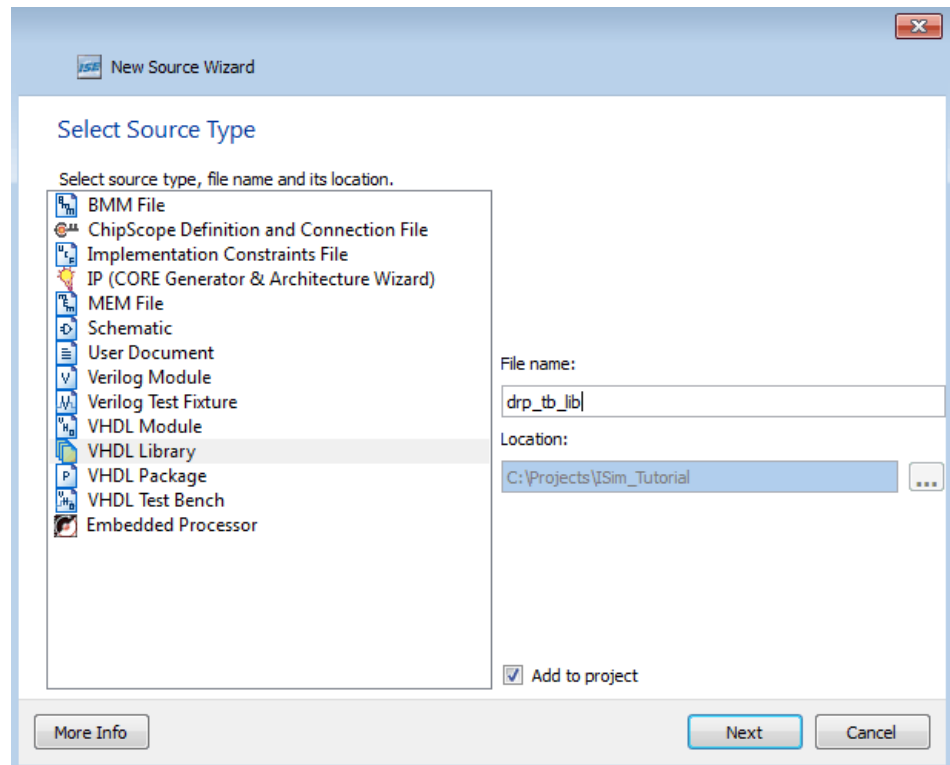 ISE New Source Wizard
Select Source Type
Select source type, file name and its location.
BMM File
ChipScope Definition and Connection File
Implementation Constraints File
IP (CORE Generator & Architecture Wizard)
MEM File
Schematic
User Document
Verilog Module
Verilog Test Fixture
VHDL Module
VHDL Library
VHDL Package
VHDL Test Bench
Embedded Processor
File name:
drp_tb_lib
Location:
C:\Projects\ISim_Tutorial
...
Add to project
More Info
Next
Cancel